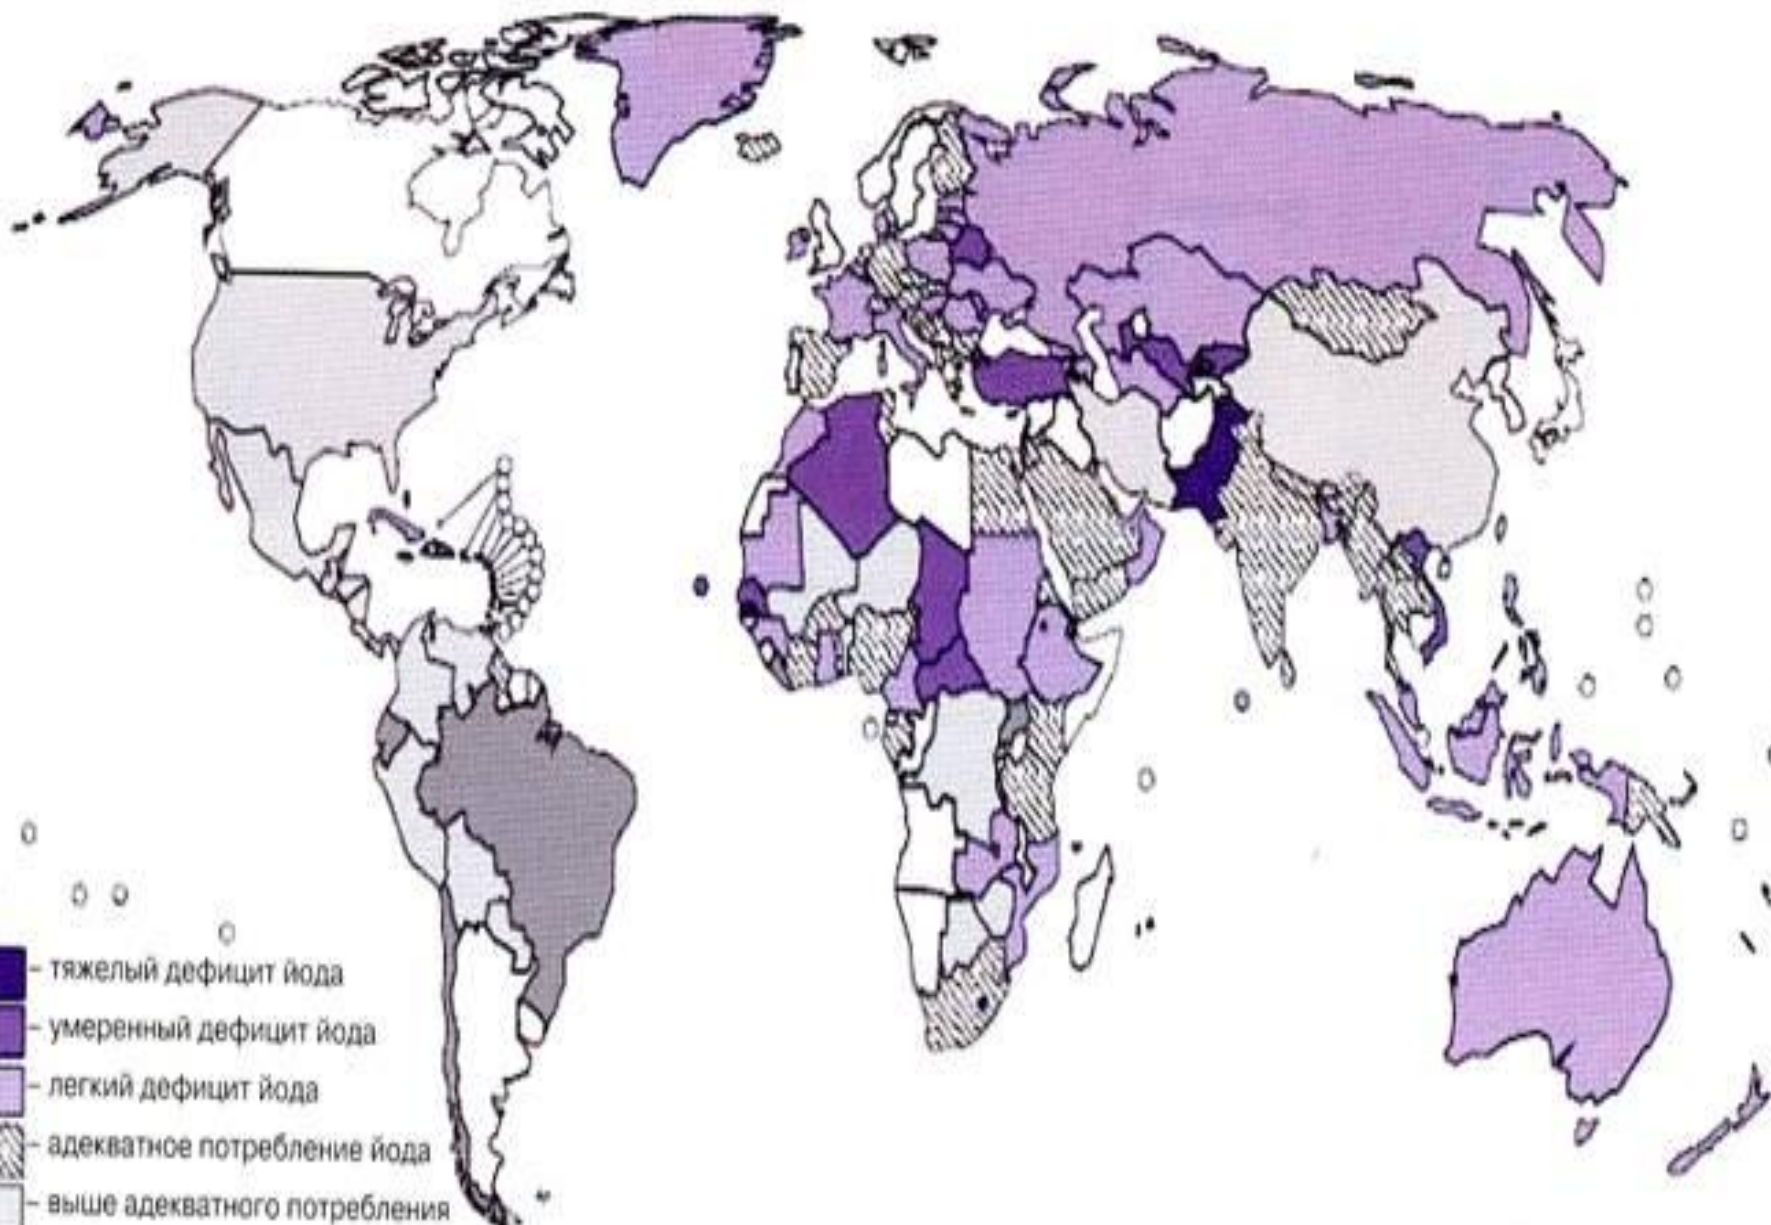 - тяжелый дефицит йода
- умеренный дефицит йода
- легкий дефицит йода
- адекватное потребление йода
- выше адекватного потребления